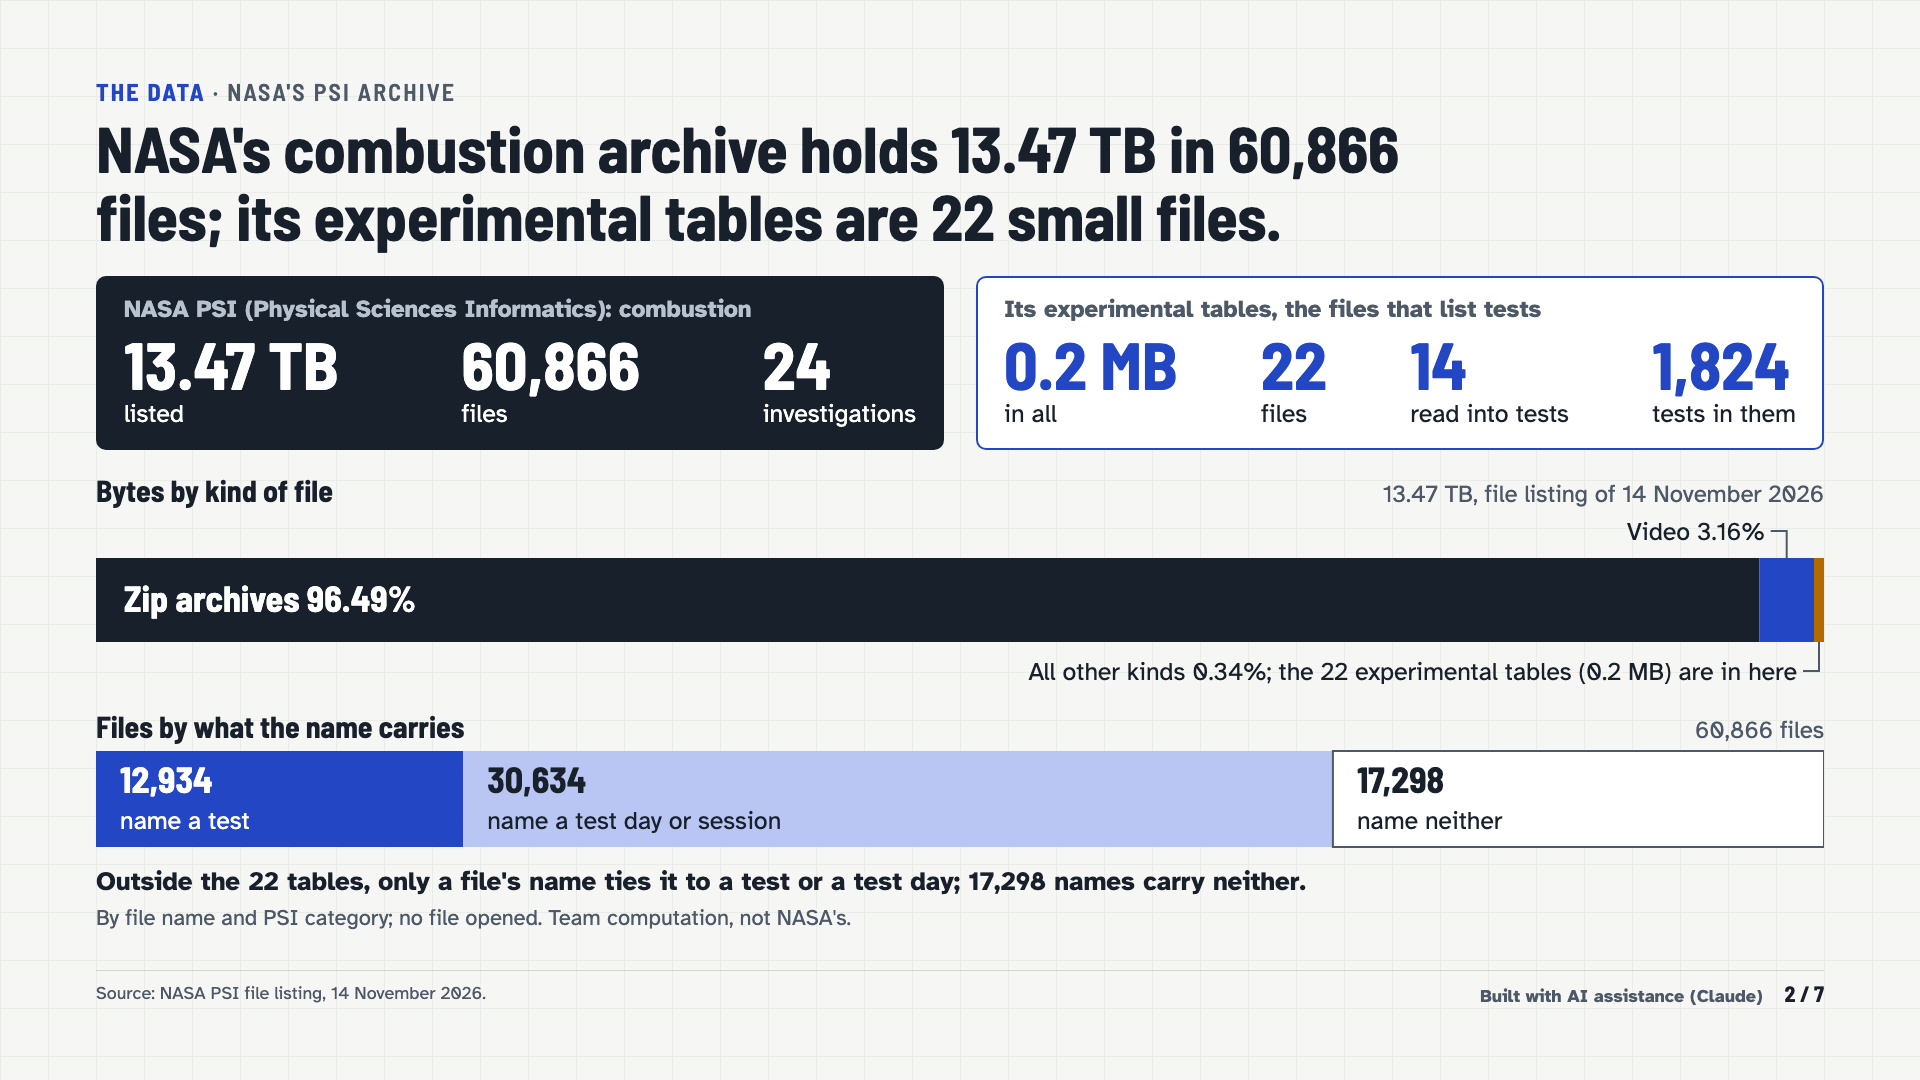 THE DATA · NASA'S PSI ARCHIVE
NASA's combustion archive holds 13.47 TB in 60,866
files; its experimental tables are 22 small files.
NASA PSI (Physical Sciences Informatics): combustion
13.47 TB
listed
60,866
files
24
investigations
Its experimental tables, the files that list tests
0.2 MB
in all
22
files
14
read into tests
1,824
tests in them
Bytes by kind of file
13.47 TB, file listing of 14 November 2026
Video 3.16%
Zip archives 96.49%
All other kinds 0.34%; the 22 experimental tables (0.2 MB) are in here
Files by what the name carries
60,866 files
12,934
name a test
30,634
name a test day or session
17,298
name neither
Outside the 22 tables, only a file's name ties it to a test or a test day; 17,298 names carry neither.
By file name and PSI category; no file opened. Team computation, not NASA's.
Source: NASA PSI file listing, 14 November 2026.
Built with AI assistance (Claude)
2 / 7